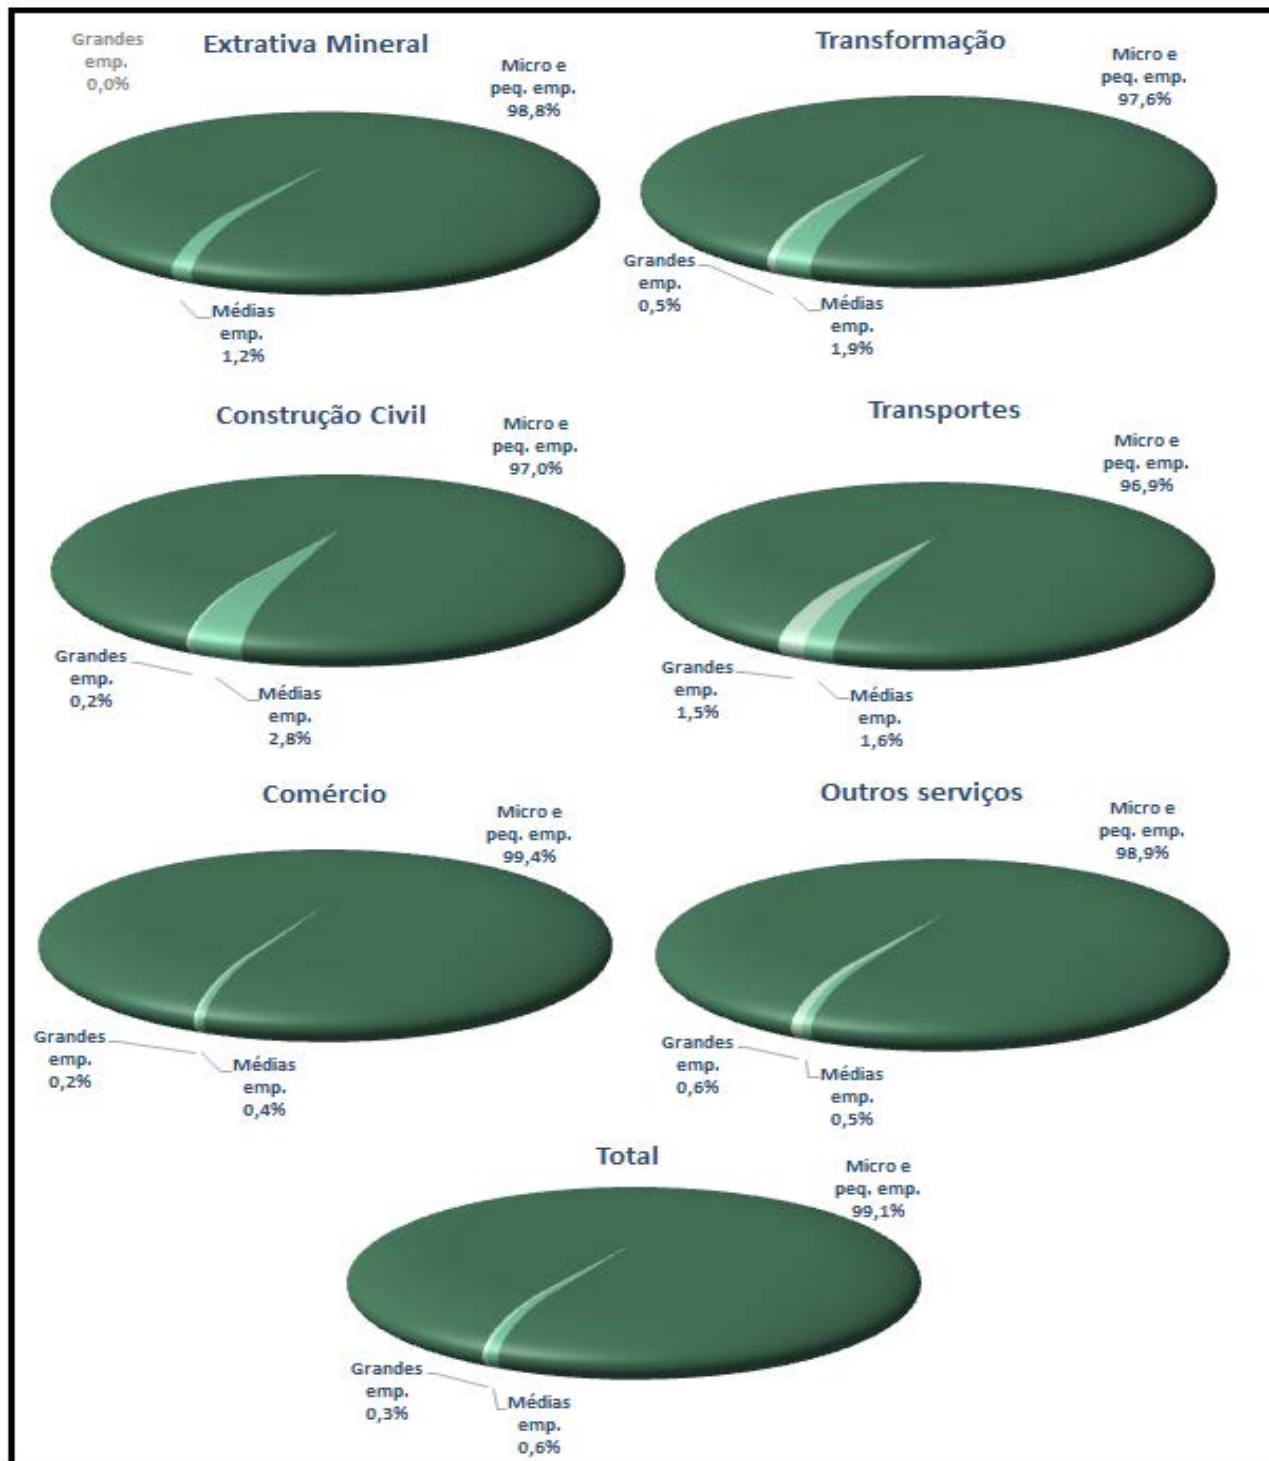 Extrativa Mineral
Grandes
emp.
0,0%
Micro e
peq. emp.
98,8%
Médias
emp.
1,2%
Transformação
Micro e
peq. emp.
97,6%
Grandes
emp.
0,5%
Médias
emp.
1,9%
Construção Civil
Micro e
peq. emp.
97,0%
Grandes
emp.
0,2%
Médias
emp.
2,8%
Transportes
Micro e
peq. emp.
96,9%
Grandes
emp.
1,5%
Médias
emp.
1,6%
Comércio
Micro e
peq. emp.
99,4%
Grandes
emp.
0,2%
Médias
emp.
0,4%
Outros serviços
Micro e
peq. emp.
98,9%
Grandes
emp.
0,6%
Médias
emp.
0,5%
Total
Micro e
peq. emp.
99,1%
Grandes
emp.
0,3%
Médias
emp.
0,6%